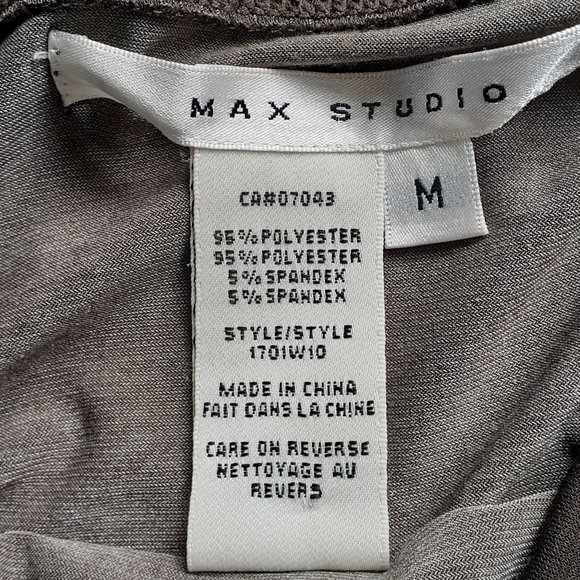 MAX STUDIO
M
CA#07043
95% POLYESTER
95% POLYESTER
5% SPANDEX
5% SPANDEX
STYLE/STYLE
1701W10
MADE IN CHINA
FAIT DANS LA CHINE
CARE ON REVERSE
NETTOYAGE AU
REVERS